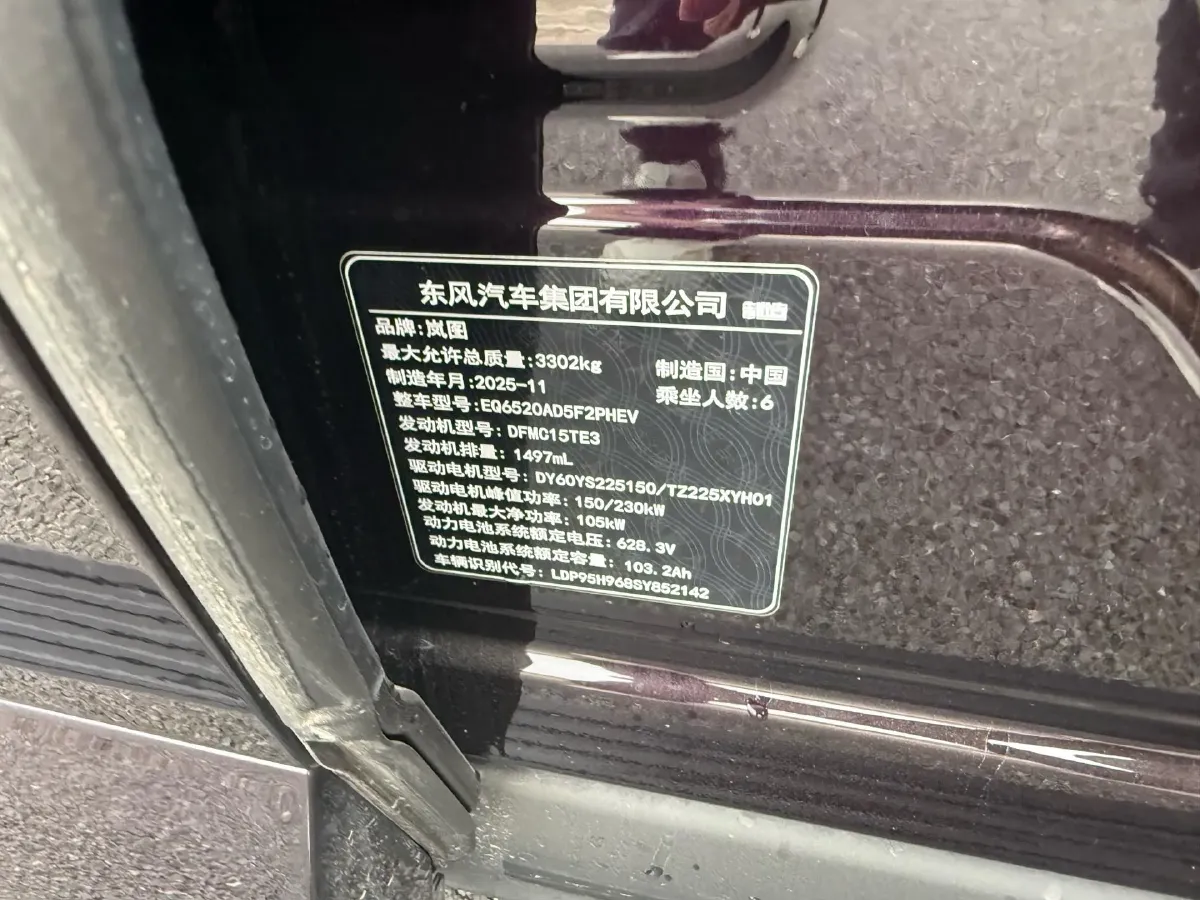 东风汽车集团有限公司 制造
品牌:岚图
最大允许总质量:3302kg 制造国:中国
制造年月:2025-11 乘坐人数:6
整车型号:EQ6520AD5F2PHEV
发动机型号:DFMC15TE3
发动机排量:1497mL
驱动电机型号:DY60YS225150/TZ225XYH01
驱动电机峰值功率:150/230kW
发动机最大净功率:105kW
动力电池系统额定电压:628.3V
动力电池系统额定容量:103.2Ah
车辆识别代号:LDP95H968SY852142